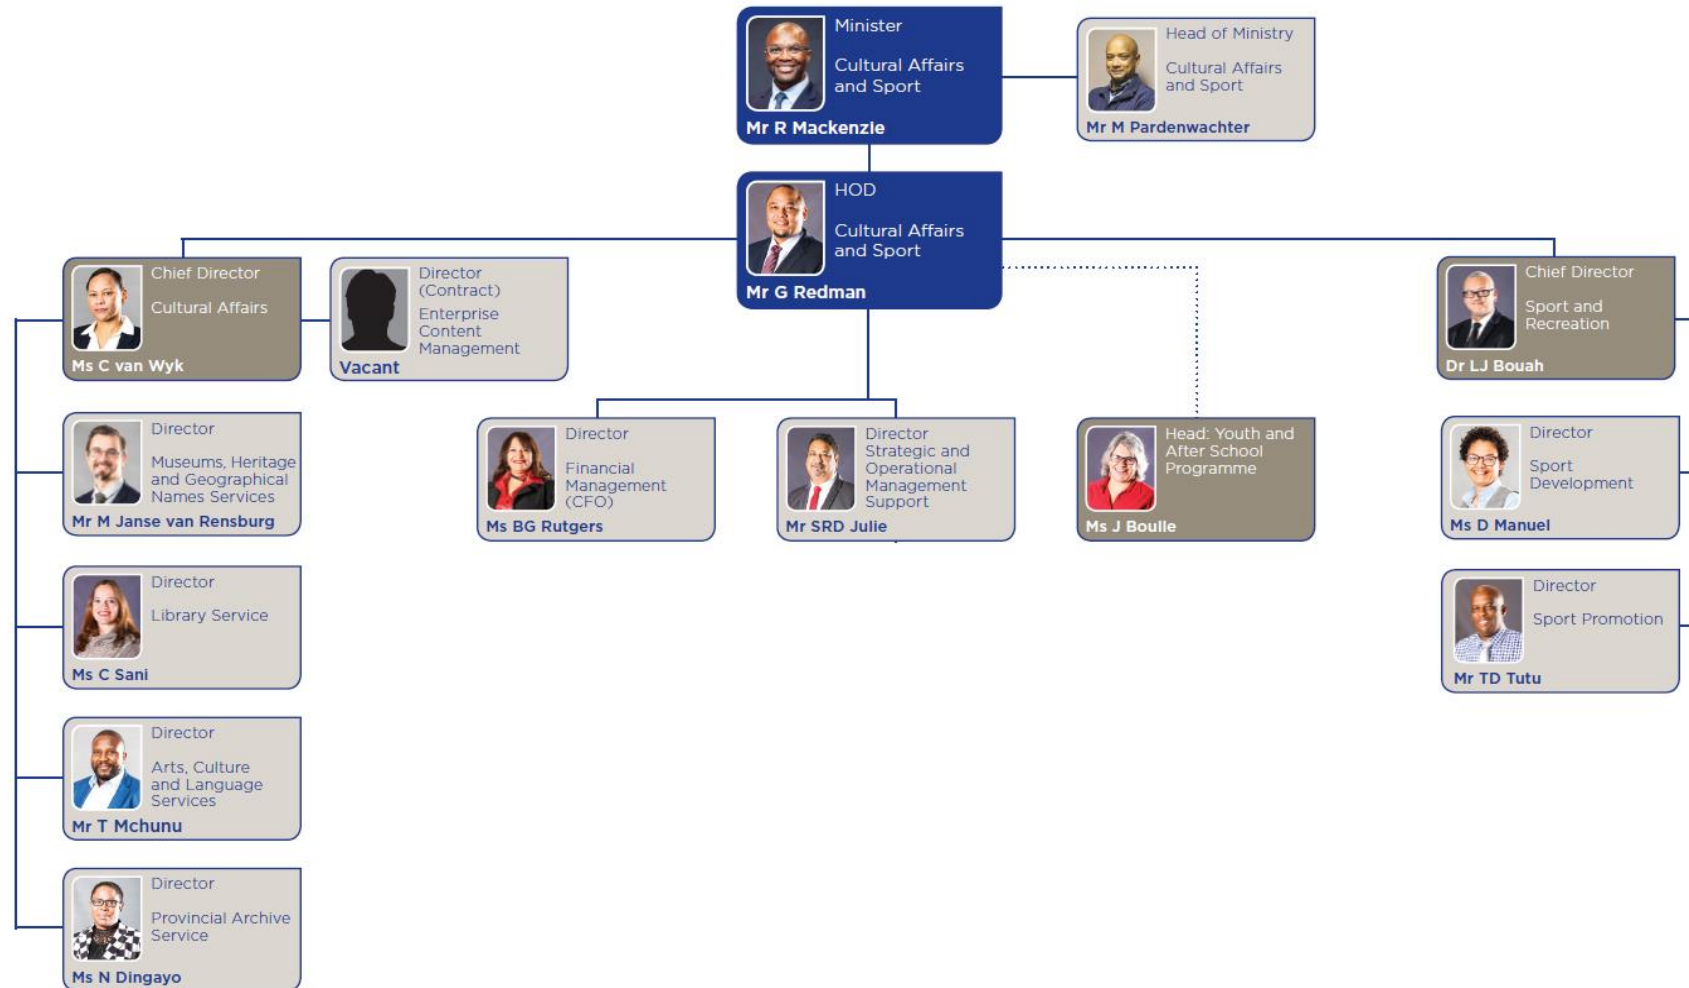 Minister
Cultural Affairs
and Sport
Mr R Mackenzie
Head of Ministry
Cultural Affairs
and Sport
Mr M Pardenwachter
HOD
Cultural Affairs
and Sport
Mr G Redman
Chief Director
Cultural Affairs
Ms C van Wyk
Director
(Contract)
Enterprise
Content
Management
Vacant
Chief Director
Sport and
Recreation
Dr LJ Bouah
Director
Museums, Heritage
and Geographical
Names Services
Mr M Janse van Rensburg
Director
Financial
Management
(CFO)
Ms BG Rutgers
Director
Strategic and
Operational
Management
Support
Mr SRD Julie
Head: Youth and
After School
Programme
Ms J Boulle
Director
Sport
Development
Ms D Manuel
Director
Library Service
Ms C Sani
Director
Sport Promotion
Mr TD Tutu
Director
Arts, Culture
and Language
Services
Mr T Mchunu
Director
Provincial Archive
Service
Ms N Dingayo